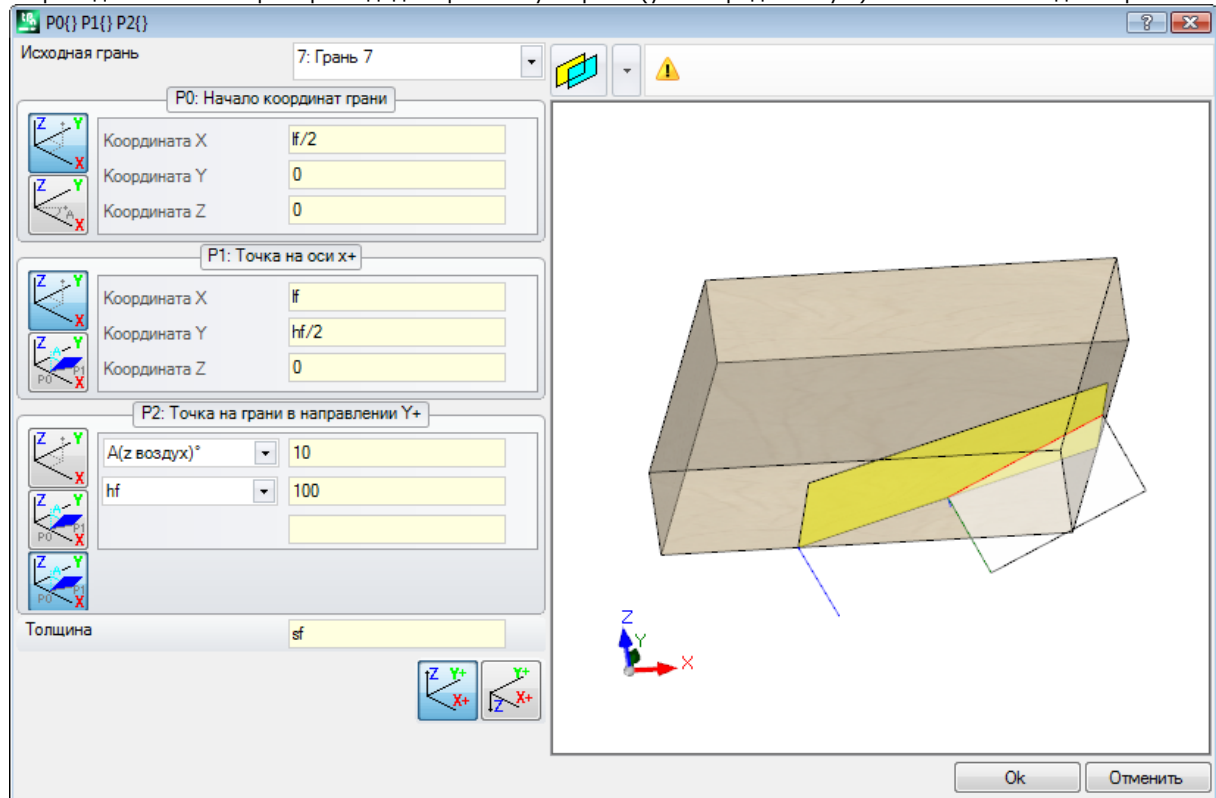 P0{} P1{} P2{}
Исходная грань
7: Грань 7
P0: Начало координат грани
Координата X
lf/2
Координата Y
0
Координата Z
0
P1: Точка на оси x+
Координата X
lf
Координата Y
hf/2
Координата Z
0
P2: Точка на грани в направлении Y+
A(z воздух)°
10
hf
100
Толщина
sf
Z
Y
X
Ok
Отменить